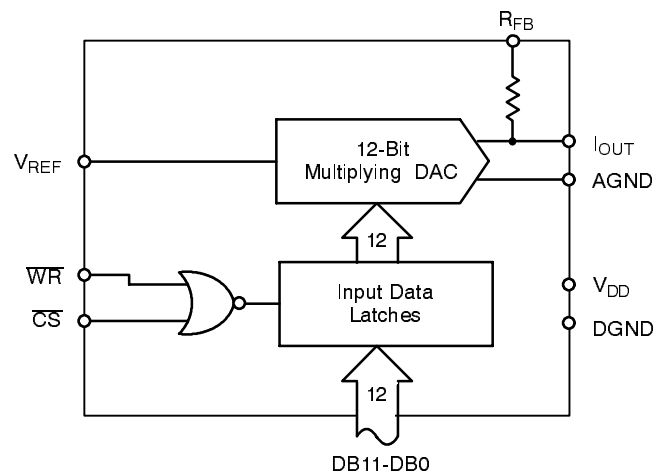 RFB
12-Bit
Multiplying DAC
IOUT
VREF
AGND
12
WR
Input Data
Latches
VDD
CS
DGND
12
DB11-DB0